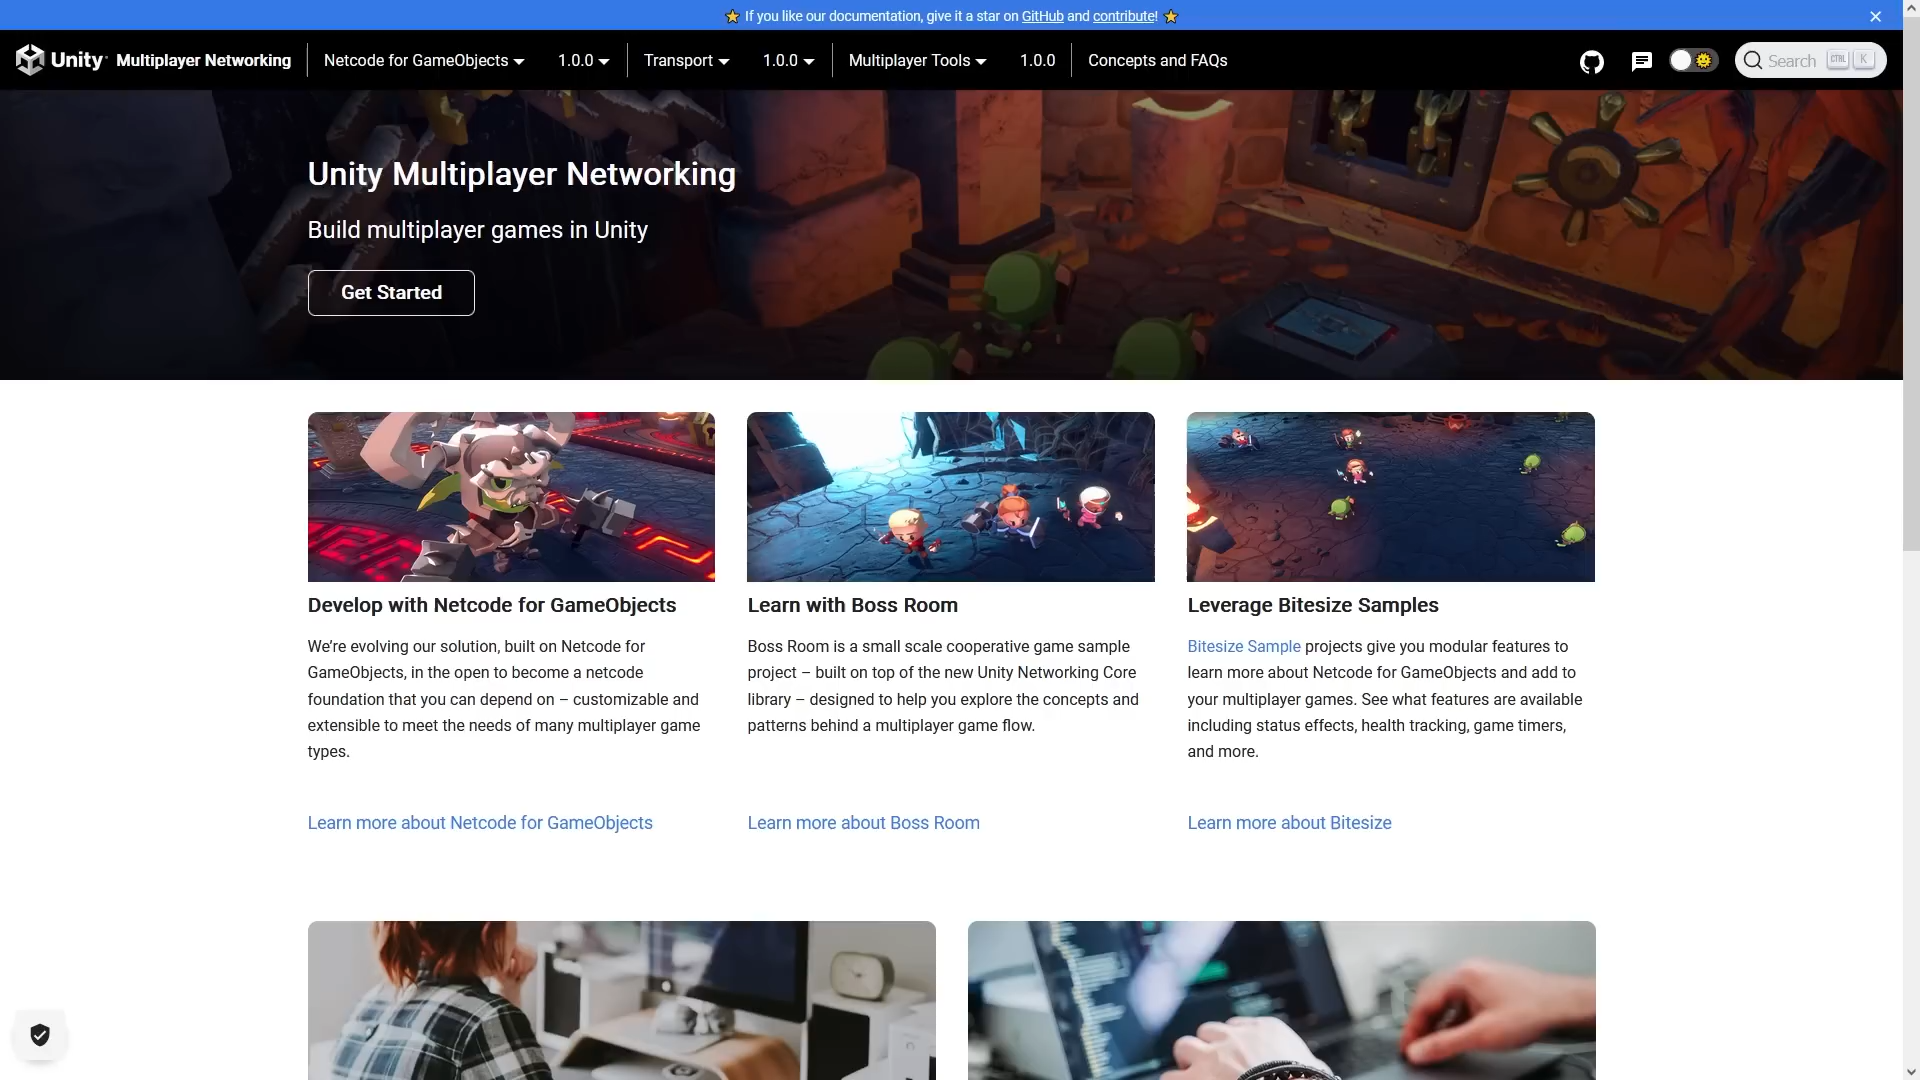 If you like our documentation, give it a star on GitHub and contribute!
Unity Multiplayer Networking Netcode for GameObjects 1.0.0 Transport 1.0.0 Multiplayer Tools 1.0.0 Concepts and FAQs Search CTRL K
Unity Multiplayer Networking
Build multiplayer games in Unity
Get Started
Develop with Netcode for GameObjects
We’re evolving our solution, built on Netcode for
GameObjects, in the open to become a netcode
foundation that you can depend on – customizable and
extensible to meet the needs of many multiplayer game
types.
Learn more about Netcode for GameObjects
Learn with Boss Room
Boss Room is a small scale cooperative game sample
project – built on top of the new Unity Networking Core
library – designed to help you explore the concepts and
patterns behind a multiplayer game flow.
Learn more about Boss Room
Leverage Bitesize Samples
Bitesize Sample projects give you modular features to
learn more about Netcode for GameObjects and add to
your multiplayer games. See what features are available
including status effects, health tracking, game timers,
and more.
Learn more about Bitesize